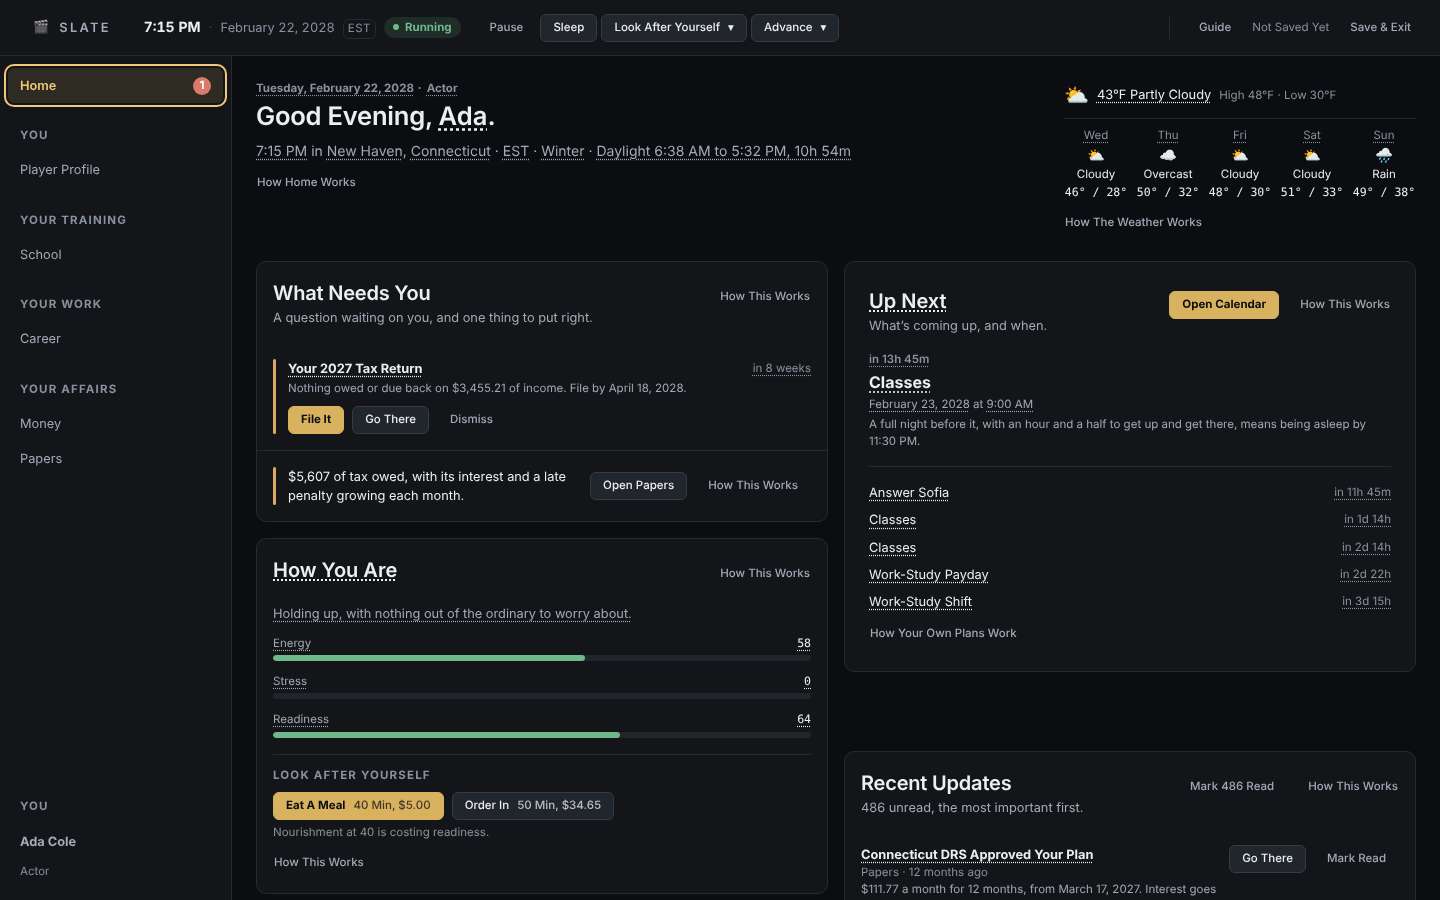 SLATE
7:15 PM · February 22, 2028 EST
Running
Pause
Sleep
Look After Yourself ▾
Advance ▾
Guide
Not Saved Yet
Save & Exit
Home
1
YOU
Player Profile
YOUR TRAINING
School
YOUR WORK
Career
YOUR AFFAIRS
Money
Papers
YOU
Ada Cole
Actor
Tuesday, February 22, 2028 · Actor
Good Evening, Ada.
7:15 PM in New Haven, Connecticut · EST · Winter · Daylight 6:38 AM to 5:32 PM, 10h 54m
How Home Works
43°F Partly Cloudy High 48°F · Low 30°F
Wed Thu Fri Sat Sun
Cloudy Overcast Cloudy Cloudy Rain
46° / 28° 50° / 32° 48° / 30° 51° / 33° 49° / 38°
How The Weather Works
What Needs You
How This Works
A question waiting on you, and one thing to put right.
Your 2027 Tax Return
in 8 weeks
Nothing owed or due back on $3,455.21 of income. File by April 18, 2028.
File It
Go There
Dismiss
$5,607 of tax owed, with its interest and a late
penalty growing each month.
Open Papers
How This Works
How You Are
How This Works
Holding up, with nothing out of the ordinary to worry about.
Energy 58
Stress 0
Readiness 64
LOOK AFTER YOURSELF
Eat A Meal 40 Min, $5.00
Order In 50 Min, $34.65
Nourishment at 40 is costing readiness.
How This Works
Up Next
Open Calendar
How This Works
What's coming up, and when.
in 13h 45m
Classes
February 23, 2028 at 9:00 AM
A full night before it, with an hour and a half to get up and get there, means being asleep by
11:30 PM.
Answer Sofia in 11h 45m
Classes in 1d 14h
Classes in 2d 14h
Work-Study Payday in 2d 22h
Work-Study Shift in 3d 15h
How Your Own Plans Work
Recent Updates
Mark 486 Read
How This Works
486 unread, the most important first.
Connecticut DRS Approved Your Plan
Go There
Mark Read
Papers · 12 months ago
$111.77 a month for 12 months, from March 17, 2027. Interest goes